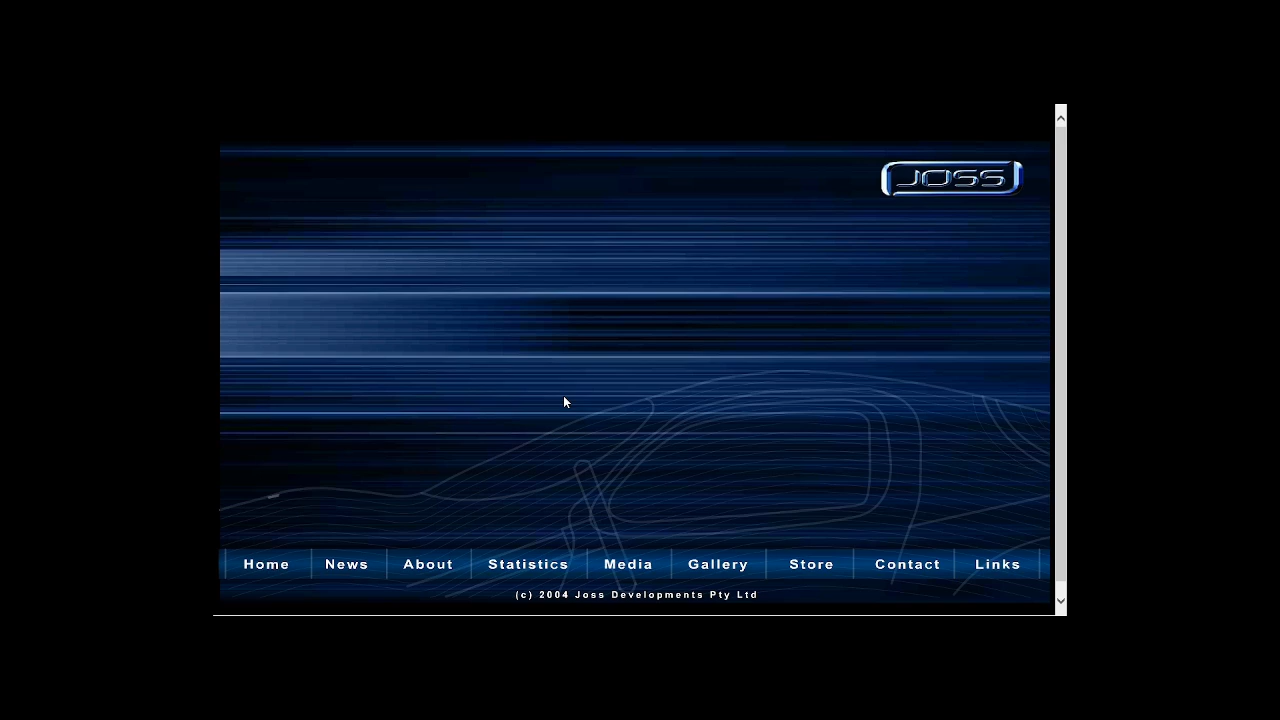 JOSS
Home News About Statistics Media Gallery Store Contact Links
(c) 2004 Joss Developments Pty Ltd